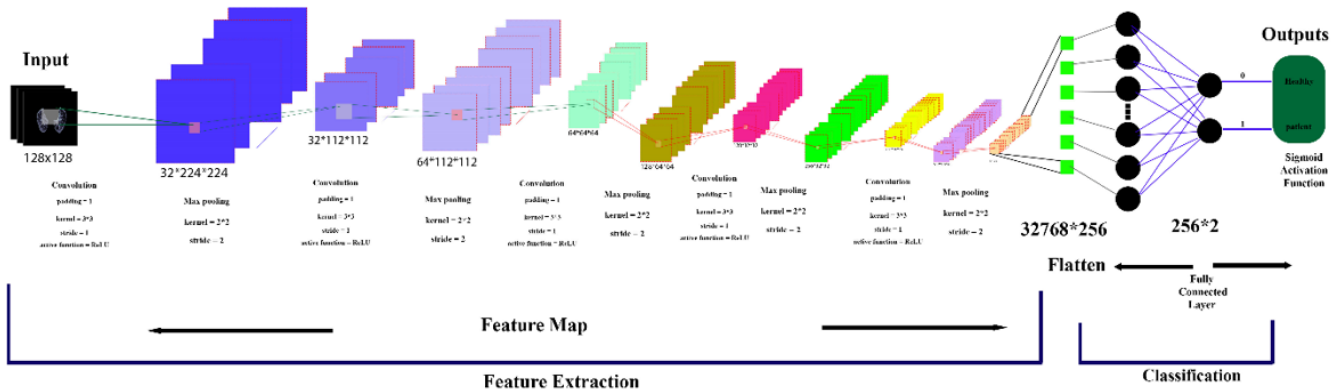 Input
128x128
32*224*224
32*112*112
64*112*112
64*64*64
128*64*64
256*32*32
Convolution
padding = 1
kernel = 3*3
stride = 1
active function = ReLU
Max pooling
kernel = 2*2
stride = 2
Convolution
padding = 1
kernel = 3*3
stride = 1
active function = ReLU
Max pooling
kernel = 2*2
stride = 2
Convolution
padding = 1
kernel = 3*3
stride = 1
active function = ReLU
Max pooling
kernel = 2*2
stride = 2
Convolution
padding = 1
kernel = 3*3
stride = 1
active function = ReLU
Max pooling
kernel = 2*2
stride = 2
Convolution
padding = 1
kernel = 3*3
stride = 1
active function = ReLU
Max pooling
kernel = 2*2
stride = 2
32768*256
256*2
Outputs
0
Healthy
1
patient
Sigmoid
Activation
Function
Flatten
Fully
Connected
Layer
Feature Map
Feature Extraction
Classification